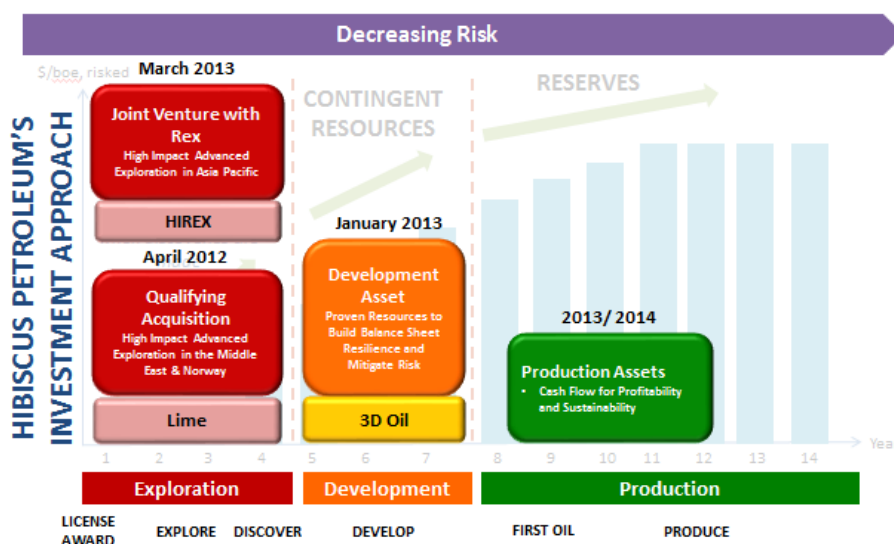 Decreasing Risk
$/boe, risked
March 2013
CONTINGENT
RESOURCES
RESERVES
HIBISCUS PETROLEUM'S
INVESTMENT APPROACH
Joint Venture with
Rex
High Impact Advanced
Exploration in Asia Pacific
HIREX
April 2012
Qualifying
Acquisition
High Impact Advanced
Exploration in the Middle
East & Norway
Lime
January 2013
Development
Asset
Proven Resources to
Build Balance Sheet
Resilience and
Mitigate Risk
3D Oil
2013/ 2014
Production Assets
• Cash Flow for Profitability
and Sustainability
1 2 3 4 5 6 7 8 9 10 11 12 13 14
Exploration Development Production
LICENSE
AWARD
EXPLORE DISCOVER DEVELOP FIRST OIL PRODUCE